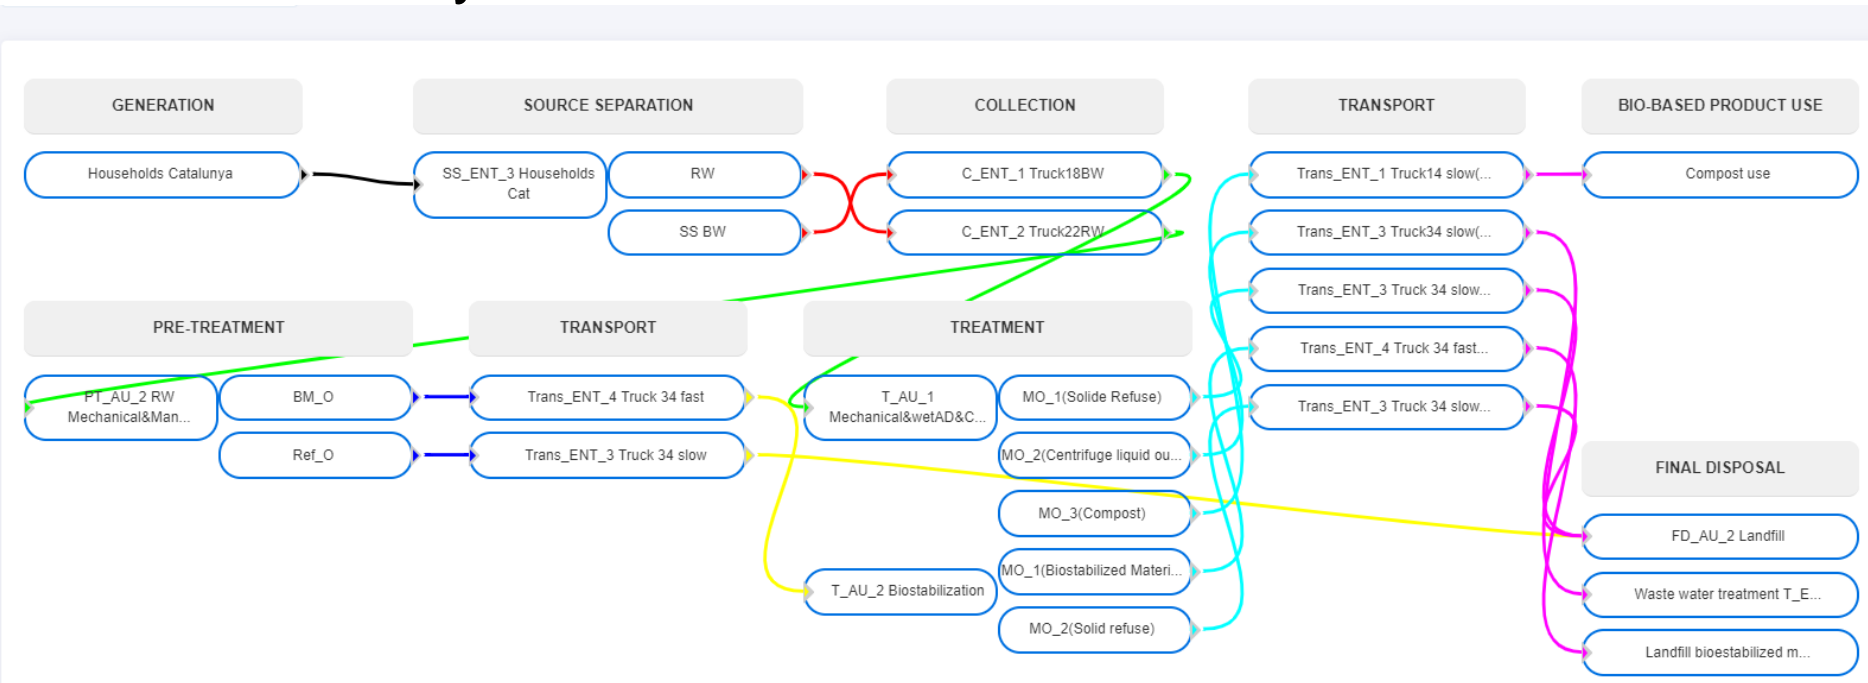 GENERATION
SOURCE SEPARATION
COLLECTION
TRANSPORT
BIO-BASED PRODUCT USE
Households Catalunya
SS_ENT_3 Households
Cat
RW
SS BW
C_ENT_1 Truck18BW
C_ENT_2 Truck22RW
Trans_ENT_1 Truck14 slow(...
Trans_ENT_3 Truck34 slow(...
Trans_ENT_3 Truck 34 slow...
Trans_ENT_4 Truck 34 fast...
Trans_ENT_3 Truck 34 slow...
Compost use
PRE-TREATMENT
TRANSPORT
TREATMENT
PT_AU_2 RW
Mechanical&Man...
BM_O
Ref_O
Trans_ENT_4 Truck 34 fast
Trans_ENT_3 Truck 34 slow
T_AU_1
Mechanical&wetAD&C...
T_AU_2 Biostabilization
MO_1(Solide Refuse)
MO_2(Centrifuge liquid ou...
MO_3(Compost)
MO_1(Biostabilized Materi...
MO_2(Solid refuse)
FINAL DISPOSAL
FD_AU_2 Landfill
Waste water treatment T_E...
Landfill bioestabilized m...